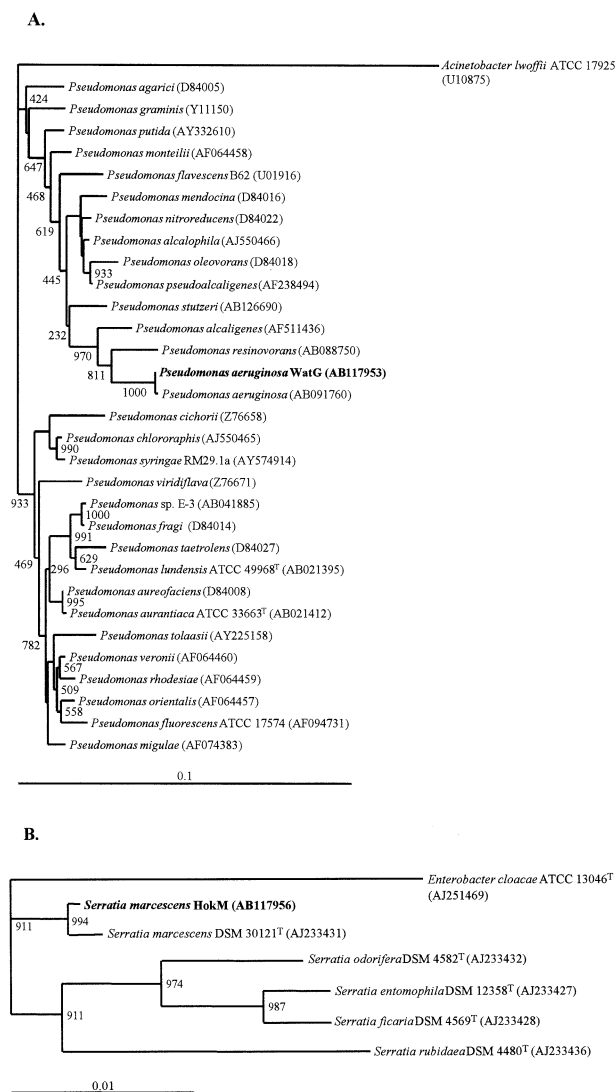 A.
Acinetobacter lwoffii ATCC 17925
(U10875)
Pseudomonas agarici (D84005)
424
Pseudomonas graminis (Y11150)
Pseudomonas putida (AY332610)
Pseudomonas monteilii (AF064458)
647
Pseudomonas flavescens B62 (U01916)
468
Pseudomonas mendocina (D84016)
Pseudomonas nitroreducens (D84022)
619
Pseudomonas alcalophila (AJ550466)
Pseudomonas oleovorans (D84018)
933
445
Pseudomonas pseudoalcaligenes (AF238494)
Pseudomonas stutzeri (AB126690)
Pseudomonas alcaligenes (AF511436)
232
Pseudomonas resinovorans (AB088750)
970
Pseudomonas aeruginosa WatG (AB117953)
811
1000
Pseudomonas aeruginosa (AB091760)
Pseudomonas cichorii (Z76658)
Pseudomonas chlororaphis (AJ550465)
990
Pseudomonas syringae RM29.1a (AY574914)
Pseudomonas viridiflava (Z76671)
933
Pseudomonas sp. E-3 (AB041885)
1000
Pseudomonas fragi (D84014)
991
Pseudomonas taetrolens (D84027)
629
469
296
Pseudomonas lundensis ATCC 49968T (AB021395)
Pseudomonas aureofaciens (D84008)
995
Pseudomonas aurantiaca ATCC 33663T (AB021412)
Pseudomonas tolaasii (AY225158)
782
Pseudomonas veronii (AF064460)
567
Pseudomonas rhodesiae (AF064459)
509
Pseudomonas orientalis (AF064457)
558
Pseudomonas fluorescens ATCC 17574 (AF094731)
Pseudomonas migulae (AF074383)
0.1
B.
Enterobacter cloacae ATCC 13046T
(AJ251469)
Serratia marcescens HokM (AB117956)
911
994
Serratia marcescens DSM 30121T (AJ233431)
Serratia odorifera DSM 4582T (AJ233432)
974
Serratia entomophila DSM 12358T (AJ233427)
987
911
Serratia ficaria DSM 4569T (AJ233428)
Serratia rubidaea DSM 4480T (AJ233436)
0.01